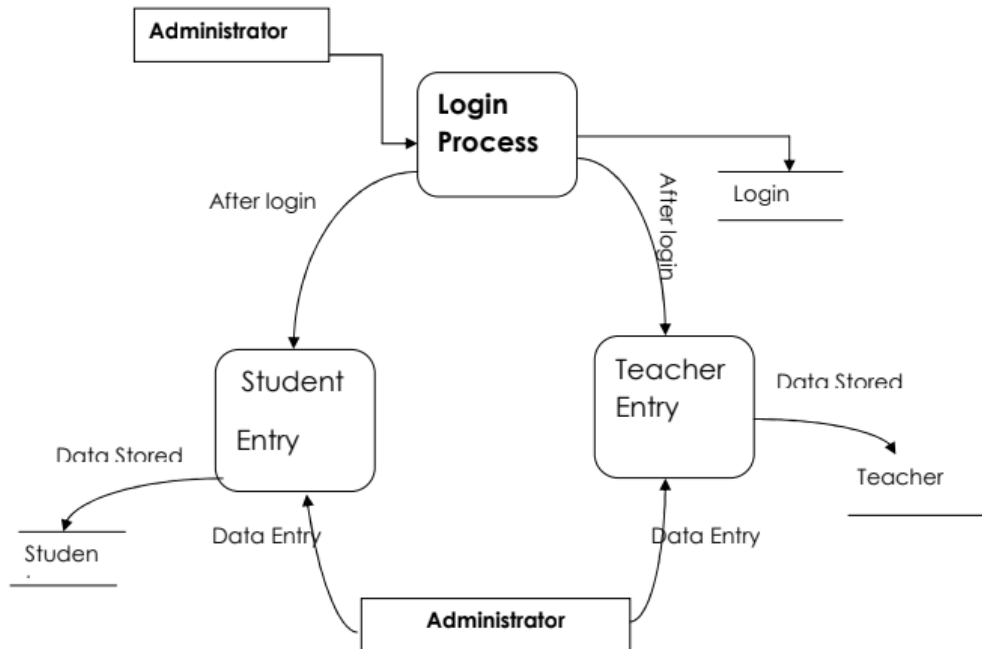 Administrator
Login
Process
After login
After login
Login
Student
Entry
Teacher
Entry
Data Stored
Data Stored
Teacher
Studen
Data Entry
Data Entry
Administrator